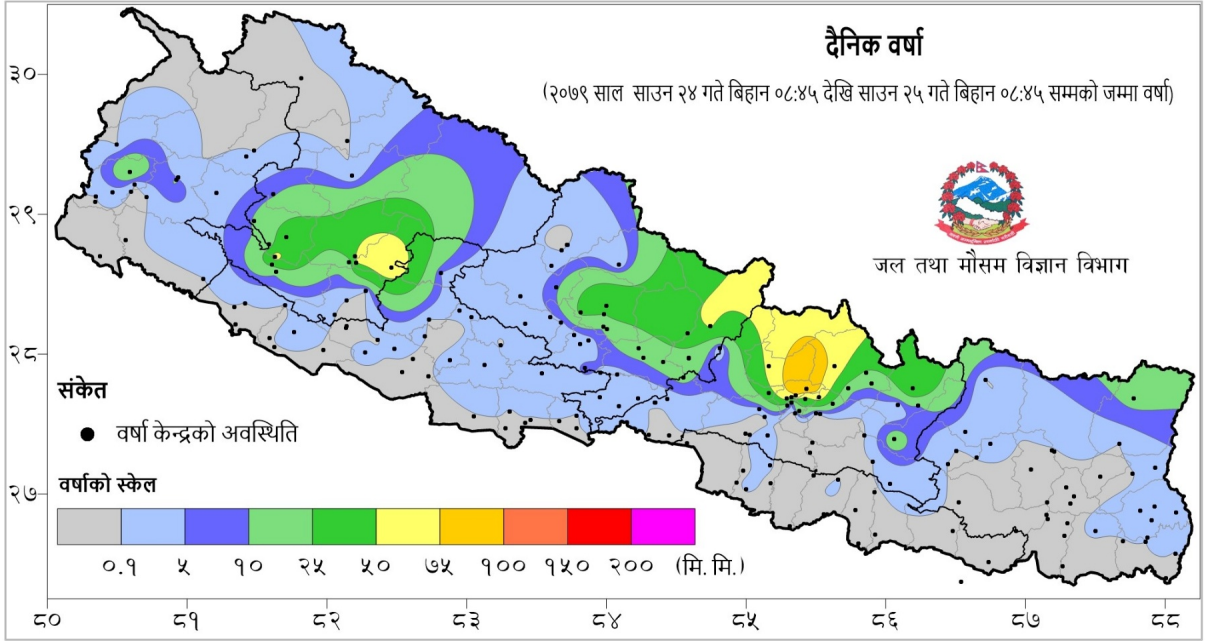 दैनिक वर्षा
(२०७९ साल साउन २४ गते बिहान ०८:४५ देखि साउन २५ गते बिहान ०८:४५ सम्मको जम्मा वर्षा)
जल तथा मौसम विज्ञान विभाग
३०
२९
२८
२७
संकेत
वर्षा केन्द्रको अवस्थिति
वर्षाको स्केल
०.१ ५ १० २५ ५० ७५ १०० १५० २०० (मि. मि.)
८० ८१ ८२ ८३ ८४ ८५ ८६ ८७ ८८